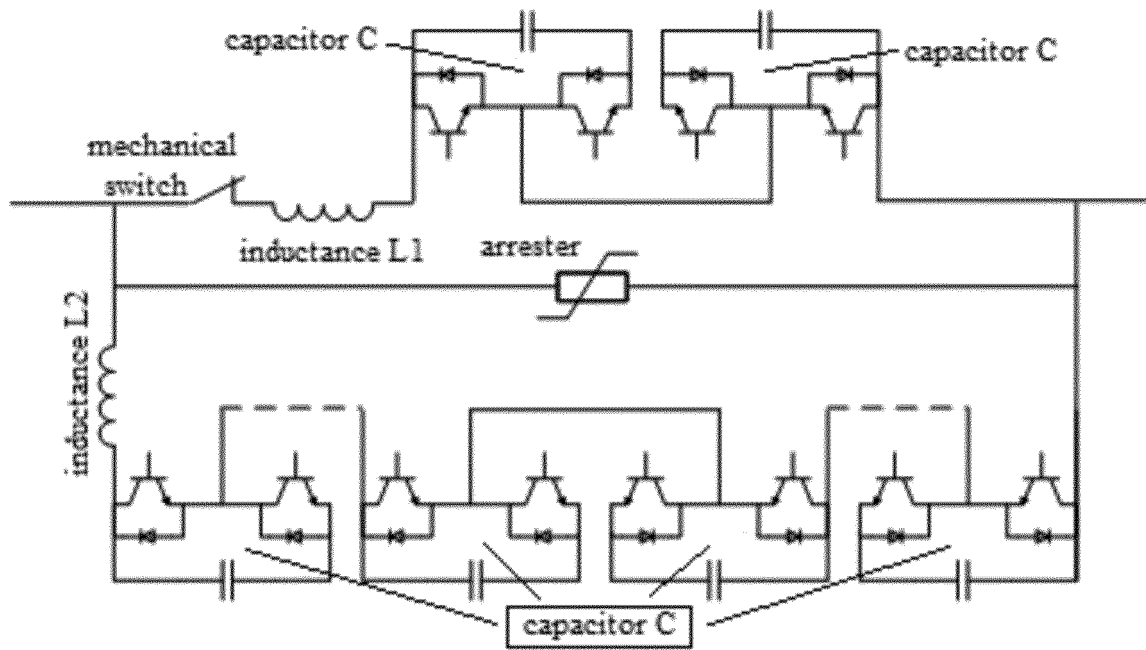 capacitor C
capacitor C
mechanical
switch
inductance L1
arrester
inductance L2
capacitor C